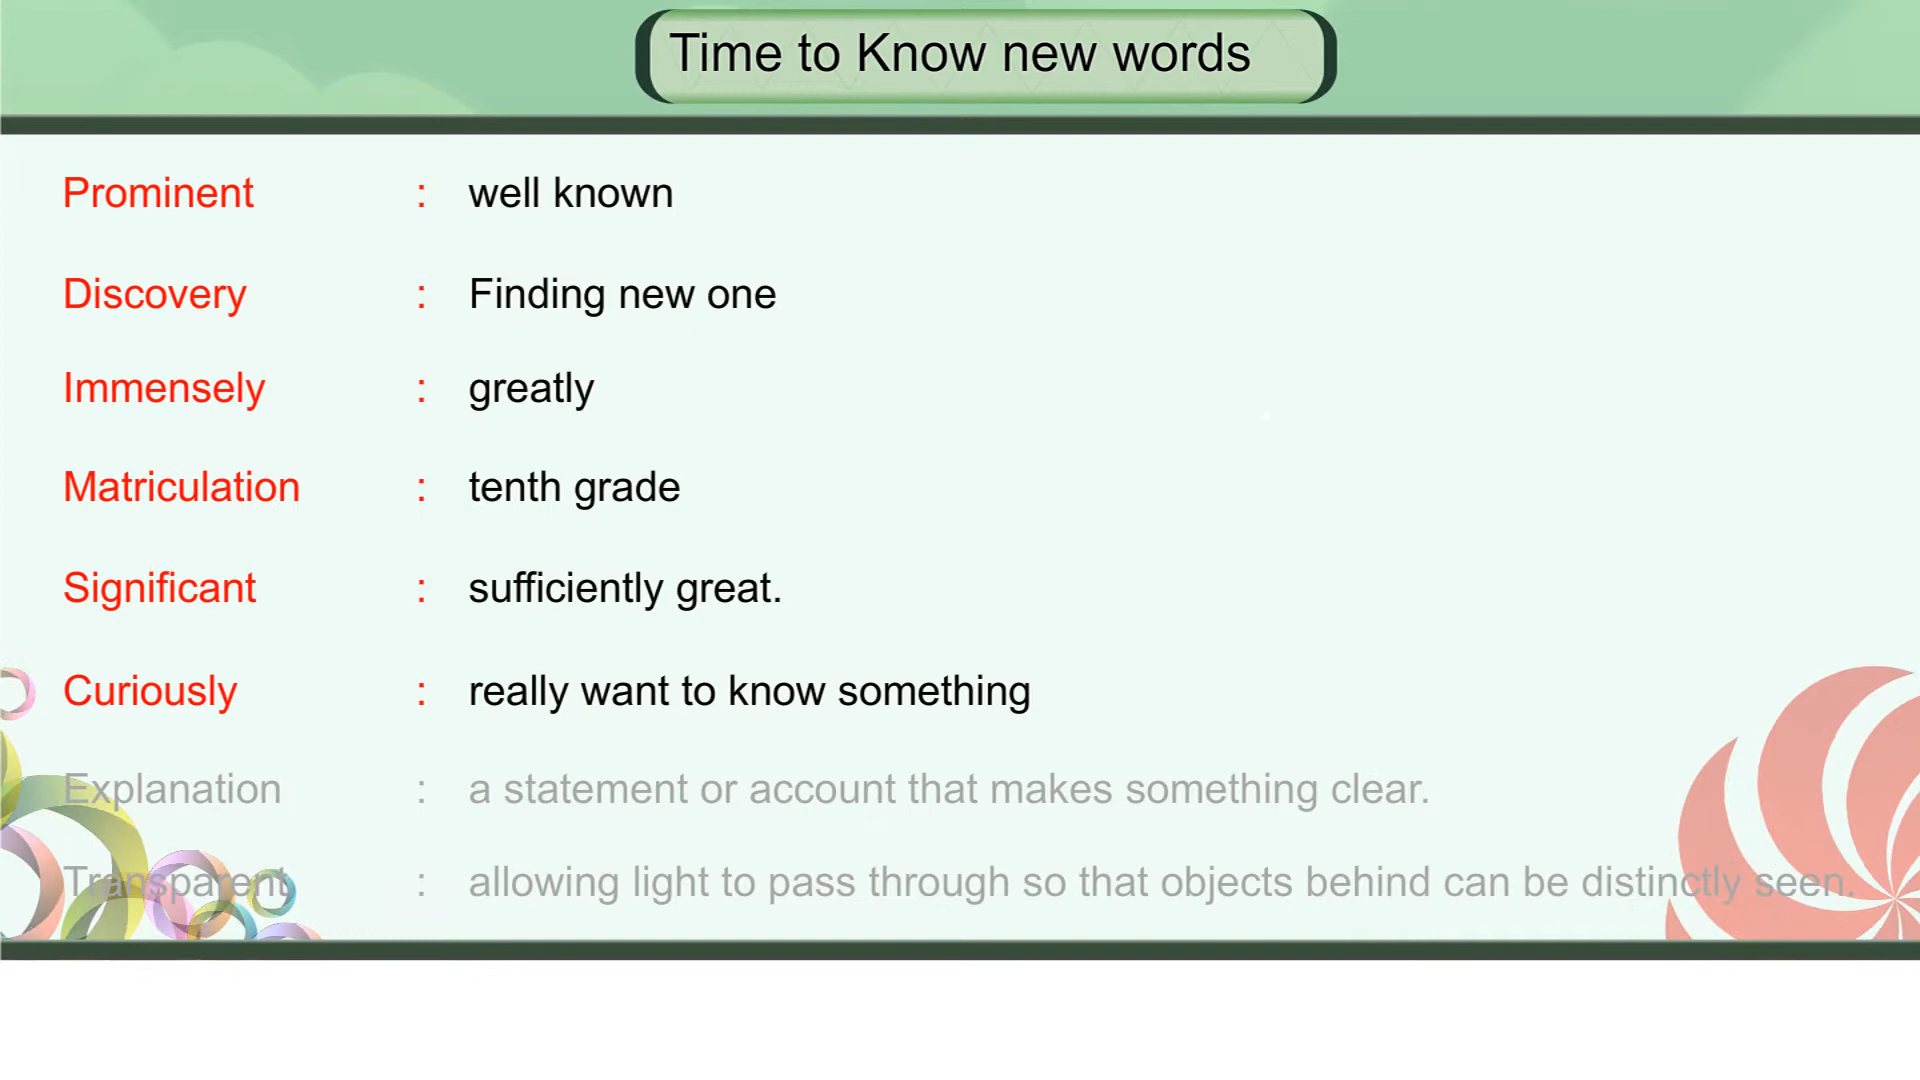 Time to Know new words
Prominent : well known
Discovery : Finding new one
Immensely : greatly
Matriculation : tenth grade
Significant : sufficiently great.
Curiously : really want to know something
Explanation : a statement or account that makes something clear.
Transparent : allowing light to pass through so that objects behind can be distinctly seen.